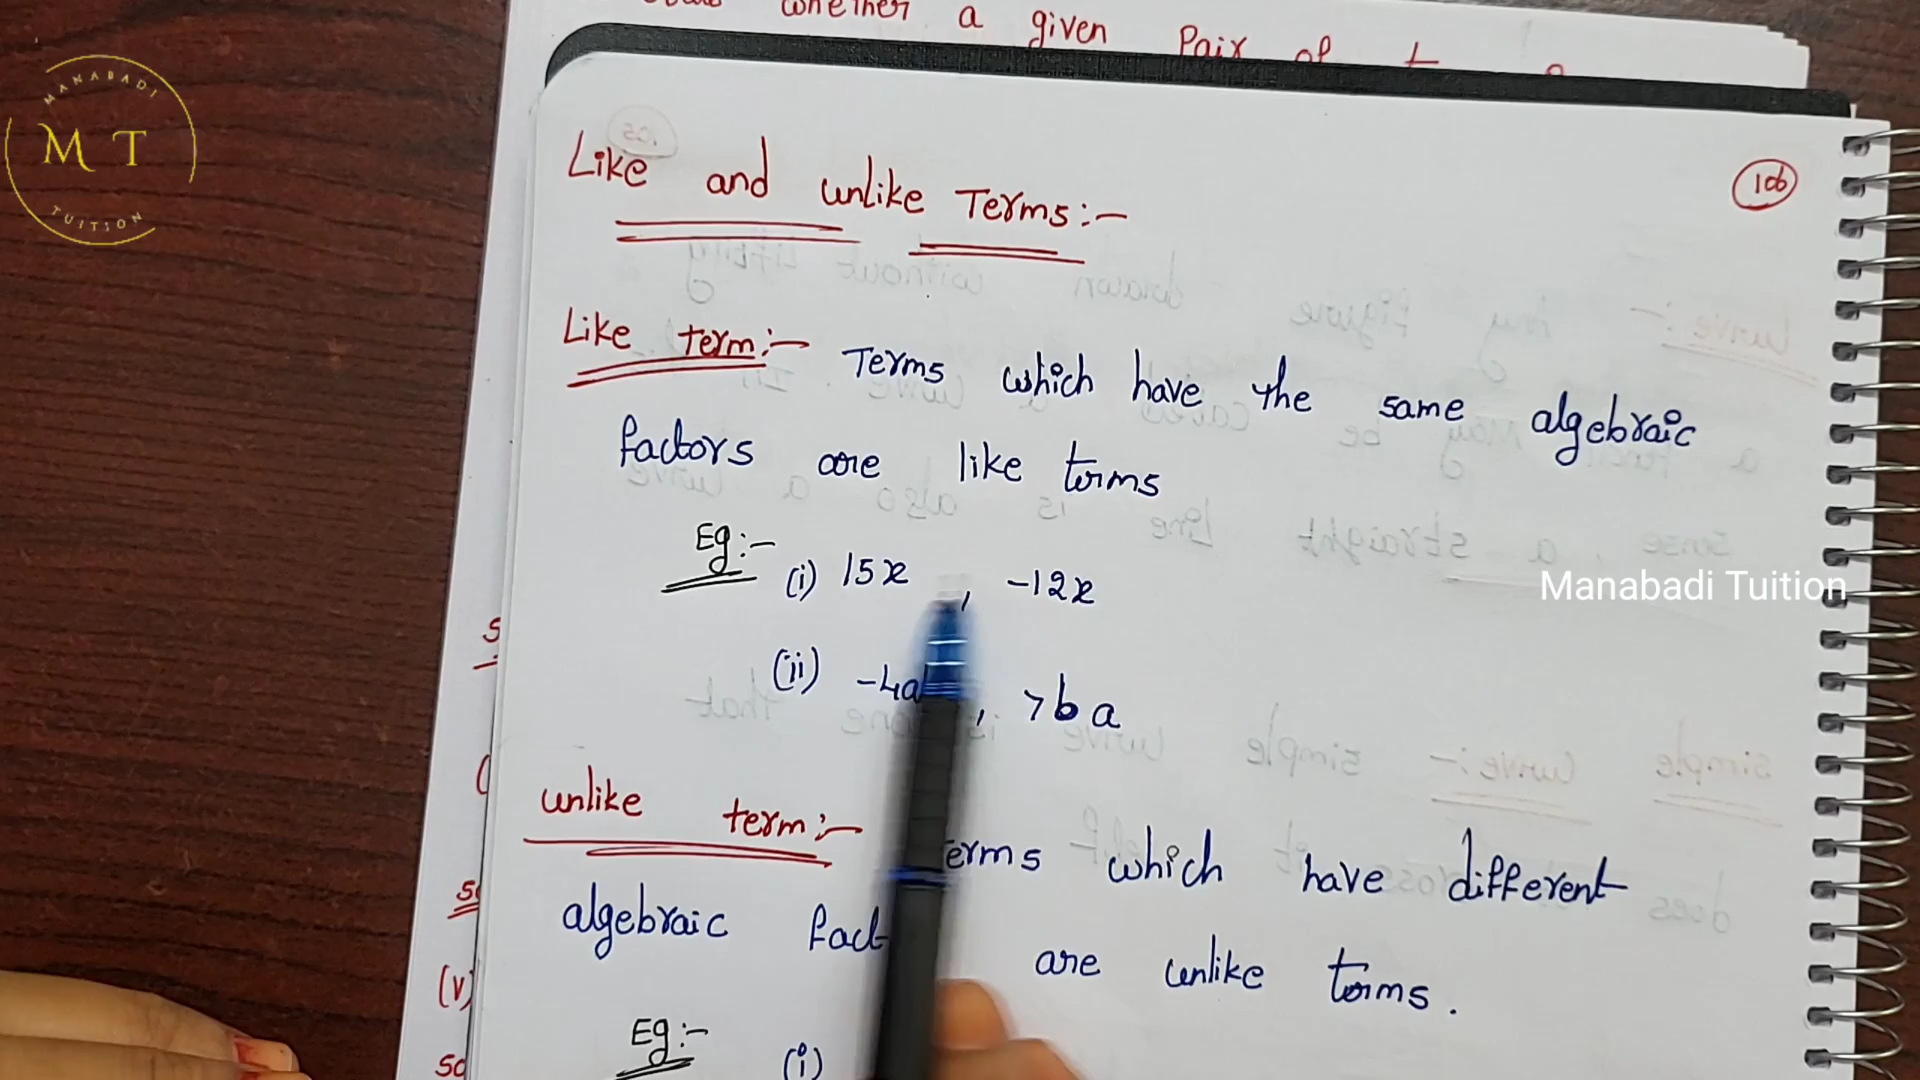 whether a given Pair of
MANABADI
M T
TUITION
Like and unlike Terms:-
106
Like term:- Terms which have the same algebraic
factors are like terms
Eg:- (i) 15x , -12x
Manabadi Tuition
(ii) -4a , 7ba
unlike term:- erms which have different
algebraic fact are unlike terms.
Eg:- (i)
(v)